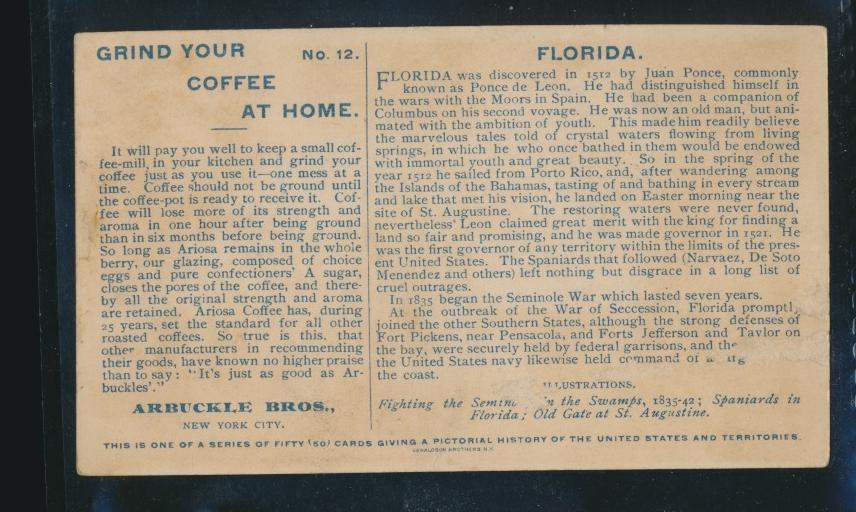 GRIND YOUR No. 12.
COFFEE
AT HOME.
It will pay you well to keep a small cof-
fee-mill, in your kitchen and grind your
coffee just as you use it—one mess at a
time. Coffee should not be ground until
the coffee-pot is ready to receive it. Cof-
fee will lose more of its strength and
aroma in one hour after being ground
than in six months before being ground.
So long as Ariosa remains in the whole
berry, our glazing, composed of choice
eggs and pure confectioners' A sugar,
closes the pores of the coffee, and there-
by all the original strength and aroma
are retained. Ariosa Coffee has, during
25 years, set the standard for all other
roasted coffees. So true is this, that
other manufacturers in recommending
their goods, have known no higher praise
than to say: "It's just as good as Ar-
buckles'."
ARBUCKLE BROS.,
NEW YORK CITY.
FLORIDA.
FLORIDA was discovered in 1512 by Juan Ponce, commonly
known as Ponce de Leon. He had distinguished himself in
the wars with the Moors in Spain. He had been a companion of
Columbus on his second voyage. He was now an old man, but ani-
mated with the ambition of youth. This made him readily believe
the marvelous tales told of crystal waters flowing from living
springs, in which he who once bathed in them would be endowed
with immortal youth and great beauty. So in the spring of the
year 1512 he sailed from Porto Rico, and, after wandering among
the Islands of the Bahamas, tasting of and bathing in every stream
and lake that met his vision, he landed on Easter morning near the
site of St. Augustine. The restoring waters were never found,
nevertheless' Leon claimed great merit with the king for finding a
land so fair and promising, and he was made governor in 1521. He
was the first governor of any territory within the limits of the pres-
ent United States. The Spaniards that followed (Narvaez, De Soto
Menendez and others) left nothing but disgrace in a long list of
cruel outrages.
In 1835 began the Seminole War which lasted seven years.
At the outbreak of the War of Seccession, Florida promptl
joined the other Southern States, although the strong defenses of
Fort Pickens, near Pensacola, and Forts Jefferson and Taylor on
the bay, were securely held by federal garrisons, and the
the United States navy likewise held command of
the coast.
ILLUSTRATIONS.
Fighting the Semin in the Swamps, 1835-42; Spaniards in
Florida; Old Gate at St. Augustine.
THIS IS ONE OF A SERIES OF FIFTY (50) CARDS GIVING A PICTORIAL HISTORY OF THE UNITED STATES AND TERRITORIES.
DONALDSON BROTHERS, N.Y.